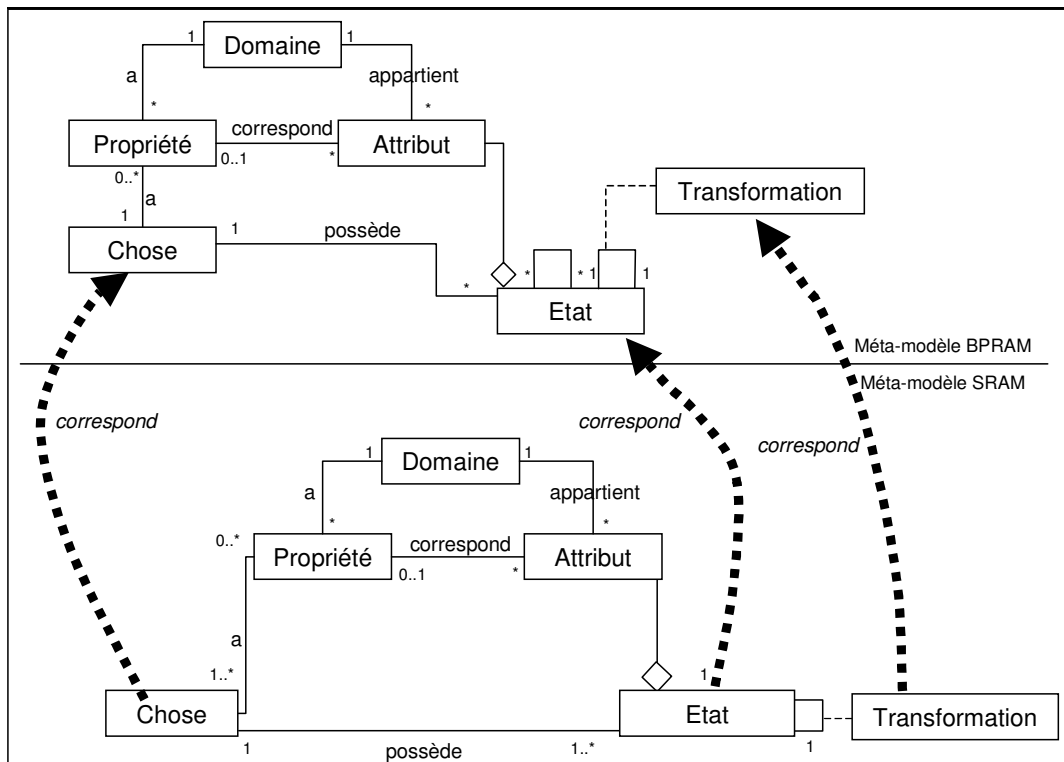 1 Domaine 1
a
appartient
* *
Propriété correspond Attribut
0..1 *
0..*
a
1
Chose
1
possède
*
Transformation
* * 1 1
Etat
Méta-modèle BPRAM
Méta-modèle SRAM
correspond
correspond
correspond
1 Domaine 1
a
appartient
* *
0..*
Propriété correspond Attribut
0..1 *
a
1..*
Chose
1
possède
1..*
1
Etat
1
Transformation